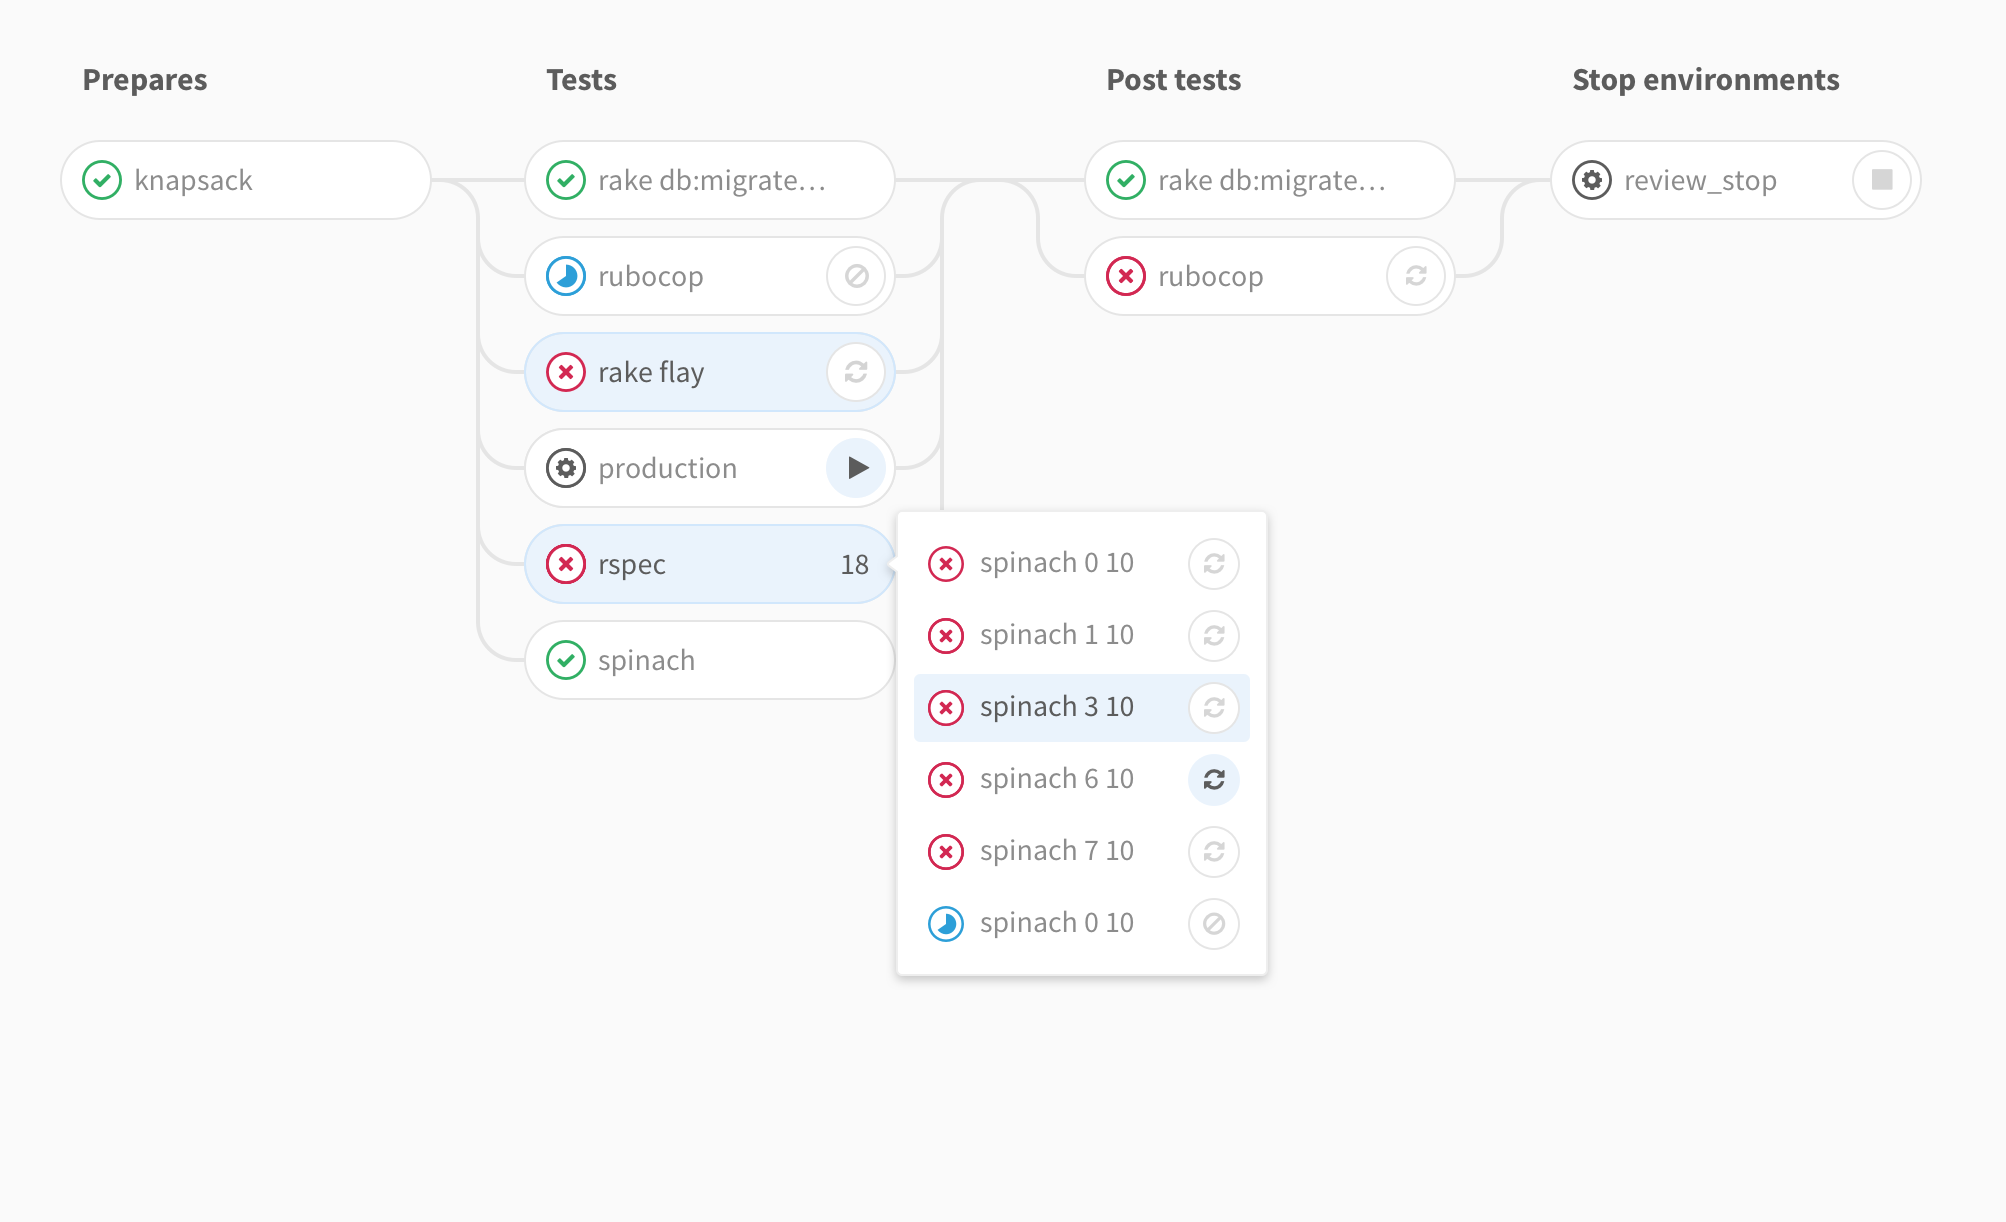 Prepares
knapsack
Tests
rake db:migrate…
rubocop
rake flay
production
rspec 18
spinach
spinach 0 10
spinach 1 10
spinach 3 10
spinach 6 10
spinach 7 10
spinach 0 10
Post tests
rake db:migrate…
rubocop
Stop environments
review_stop